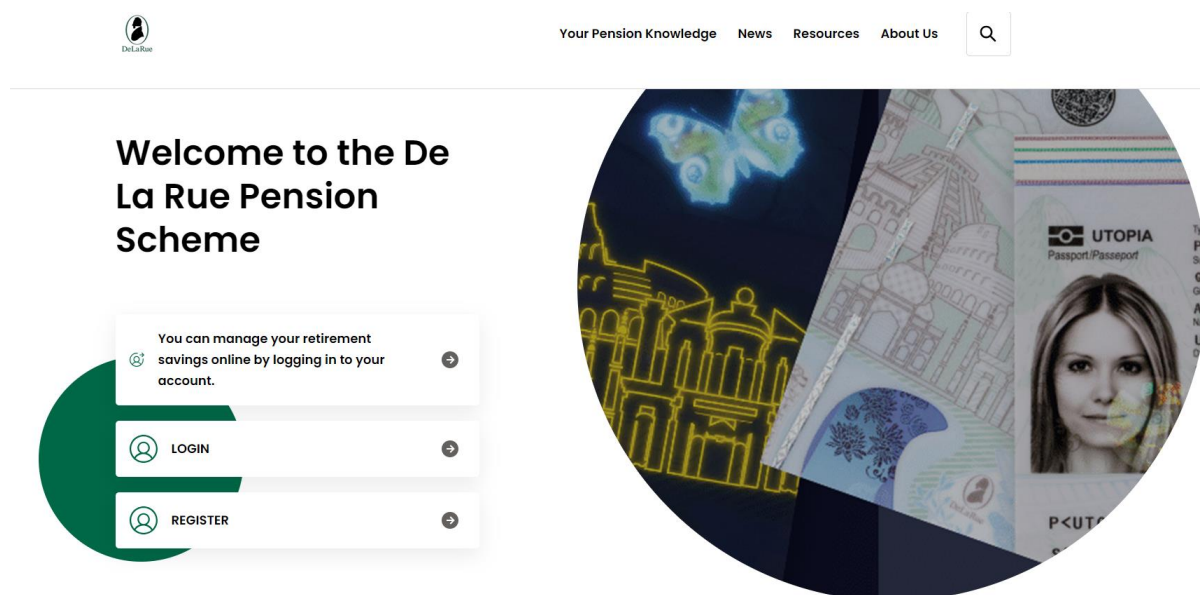 DeLaRue
Your Pension Knowledge
News
Resources
About Us
Welcome to the De
La Rue Pension
Scheme
You can manage your retirement
savings online by logging in to your
account.
LOGIN
REGISTER
UTOPIA
Passport/Passeport
DeLaRue